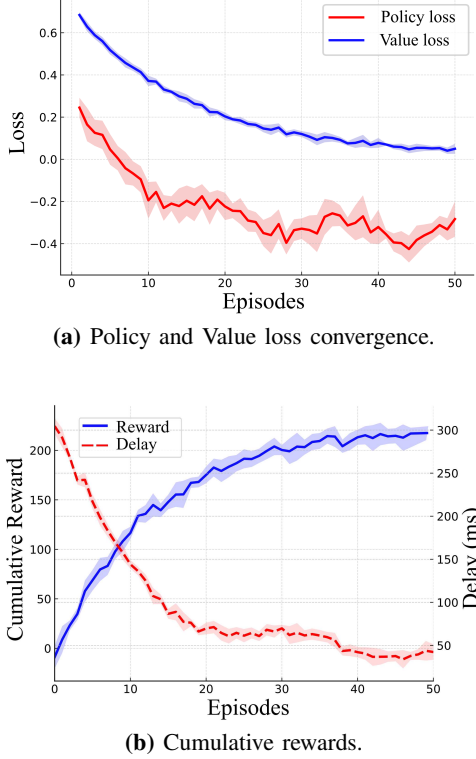 Policy loss
Value loss
0.6
0.4
0.2
0.0
−0.2
−0.4
Loss
0 10 20 30 40 50
Episodes
(a) Policy and Value loss convergence.
Reward
Delay
200
150
100
50
0
Cumulative Reward
300
250
200
150
100
50
Delay (ms)
0 10 20 30 40 50
Episodes
(b) Cumulative rewards.